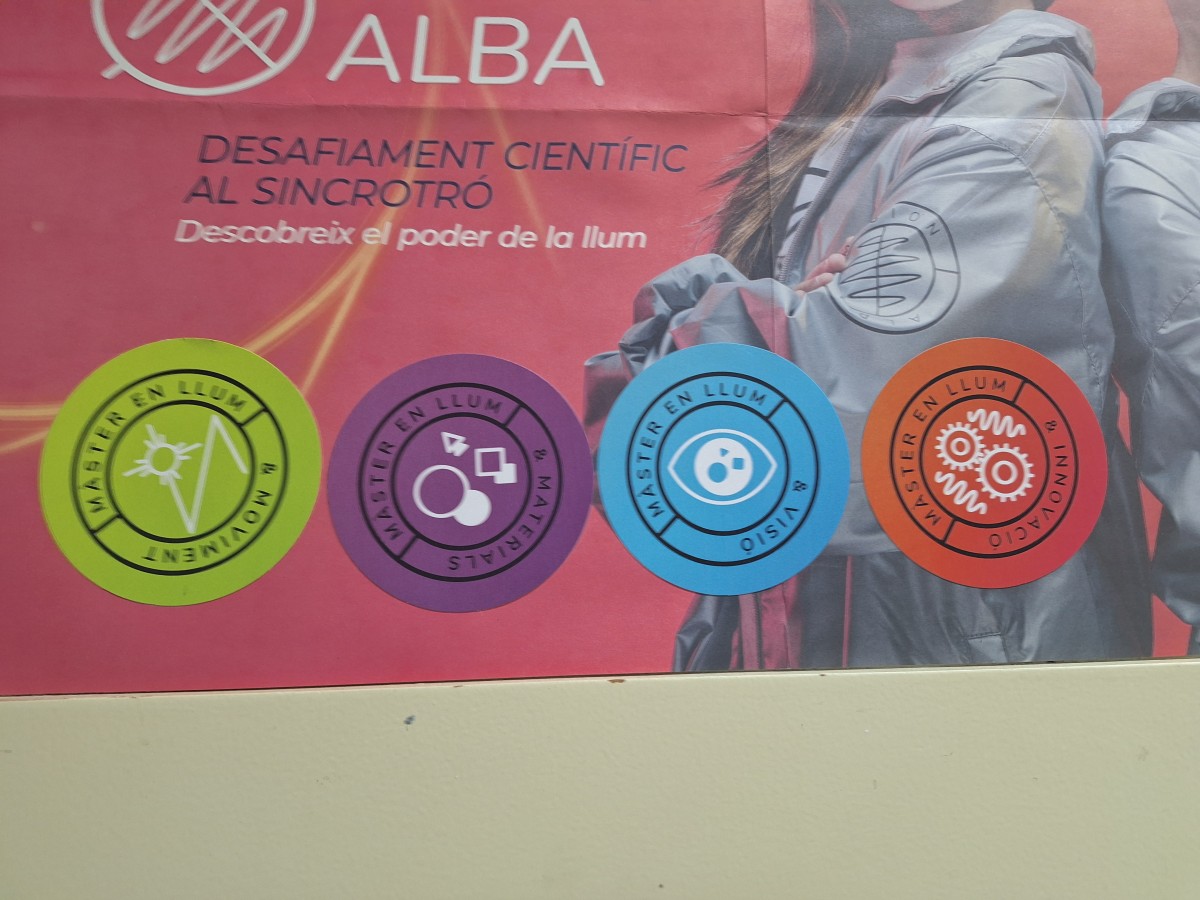 ALBA
DESAFIAMENT CIENTÍFIC
AL SINCROTRÓ
Descobreix el poder de la llum
MÀSTER EN LLUM & MOVIMENT
MÀSTER EN LLUM & MATERIALS
MÀSTER EN LLUM & VISIÓ
MÀSTER EN LLUM & INNOVACIÓ